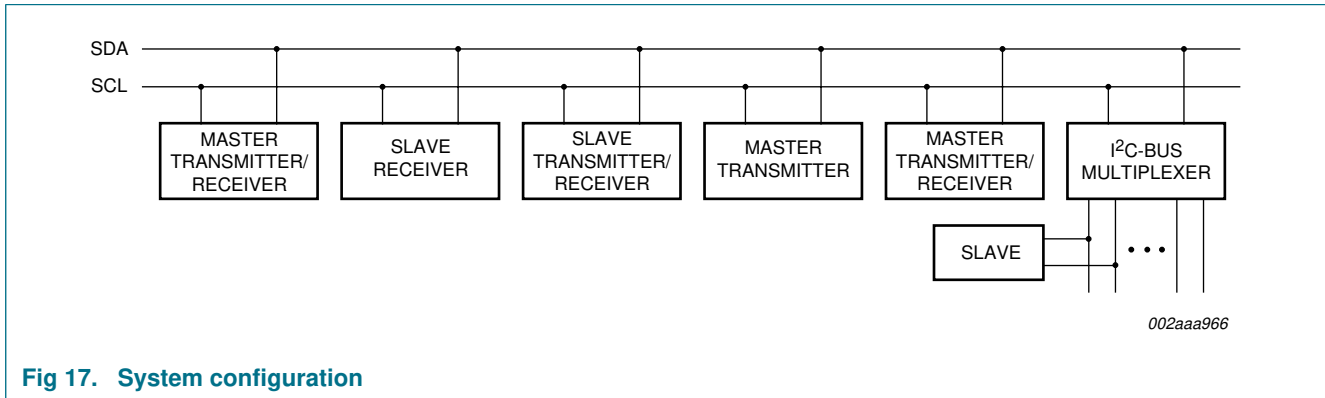 SDA
SCL
MASTER
TRANSMITTER/
RECEIVER
SLAVE
RECEIVER
SLAVE
TRANSMITTER/
RECEIVER
MASTER
TRANSMITTER
MASTER
TRANSMITTER/
RECEIVER
I²C-BUS
MULTIPLEXER
SLAVE
002aaa966
Fig 17. System configuration